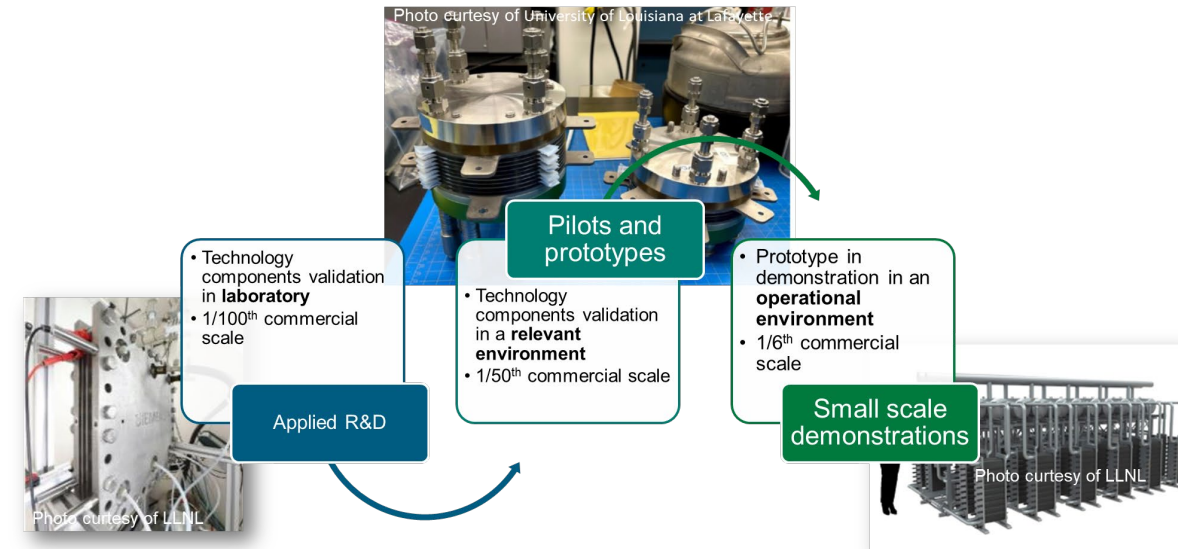 Photo curtesy of University of Louisiana at Lafayette
Pilots and
prototypes
• Technology
components validation
in laboratory
• 1/100th commercial
scale
Applied R&D
• Technology
components validation
in a relevant
environment
• 1/50th commercial scale
• Prototype in
demonstration in an
operational
environment
• 1/6th commercial
scale
Small scale
demonstrations
Photo curtesy of LLNL
Photo curtesy of LLNL